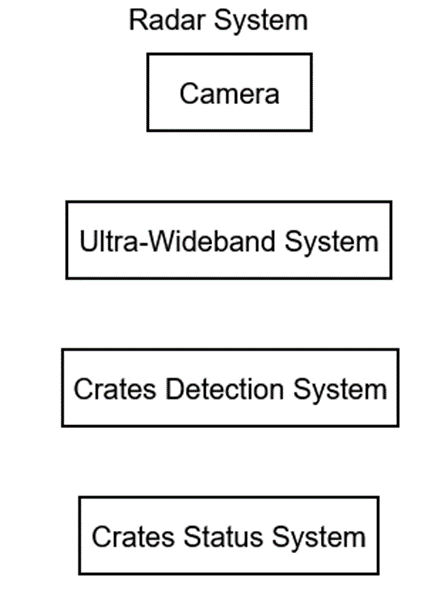 Radar System
Camera
Ultra-Wideband System
Crates Detection System
Crates Status System